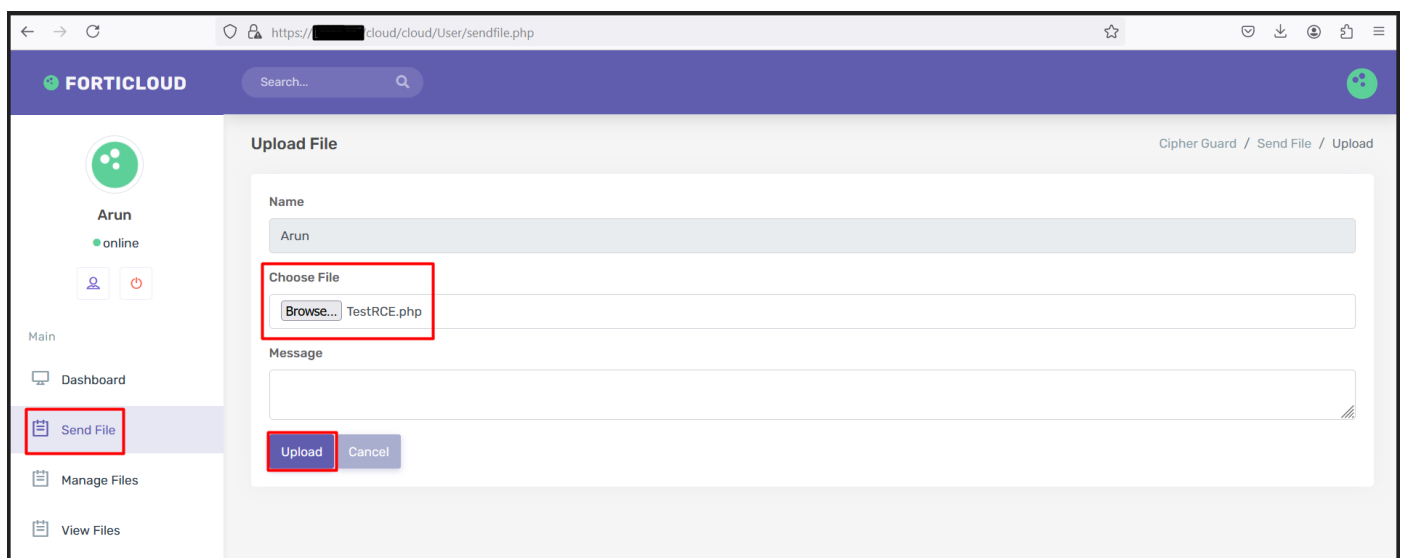 https:// /cloud/cloud/User/sendfile.php
FORTICLOUD
Search...
Arun
online
Main
Dashboard
Send File
Manage Files
View Files
Upload File
Cipher Guard / Send File / Upload
Name
Arun
Choose File
Browse... TestRCE.php
Message
Upload Cancel